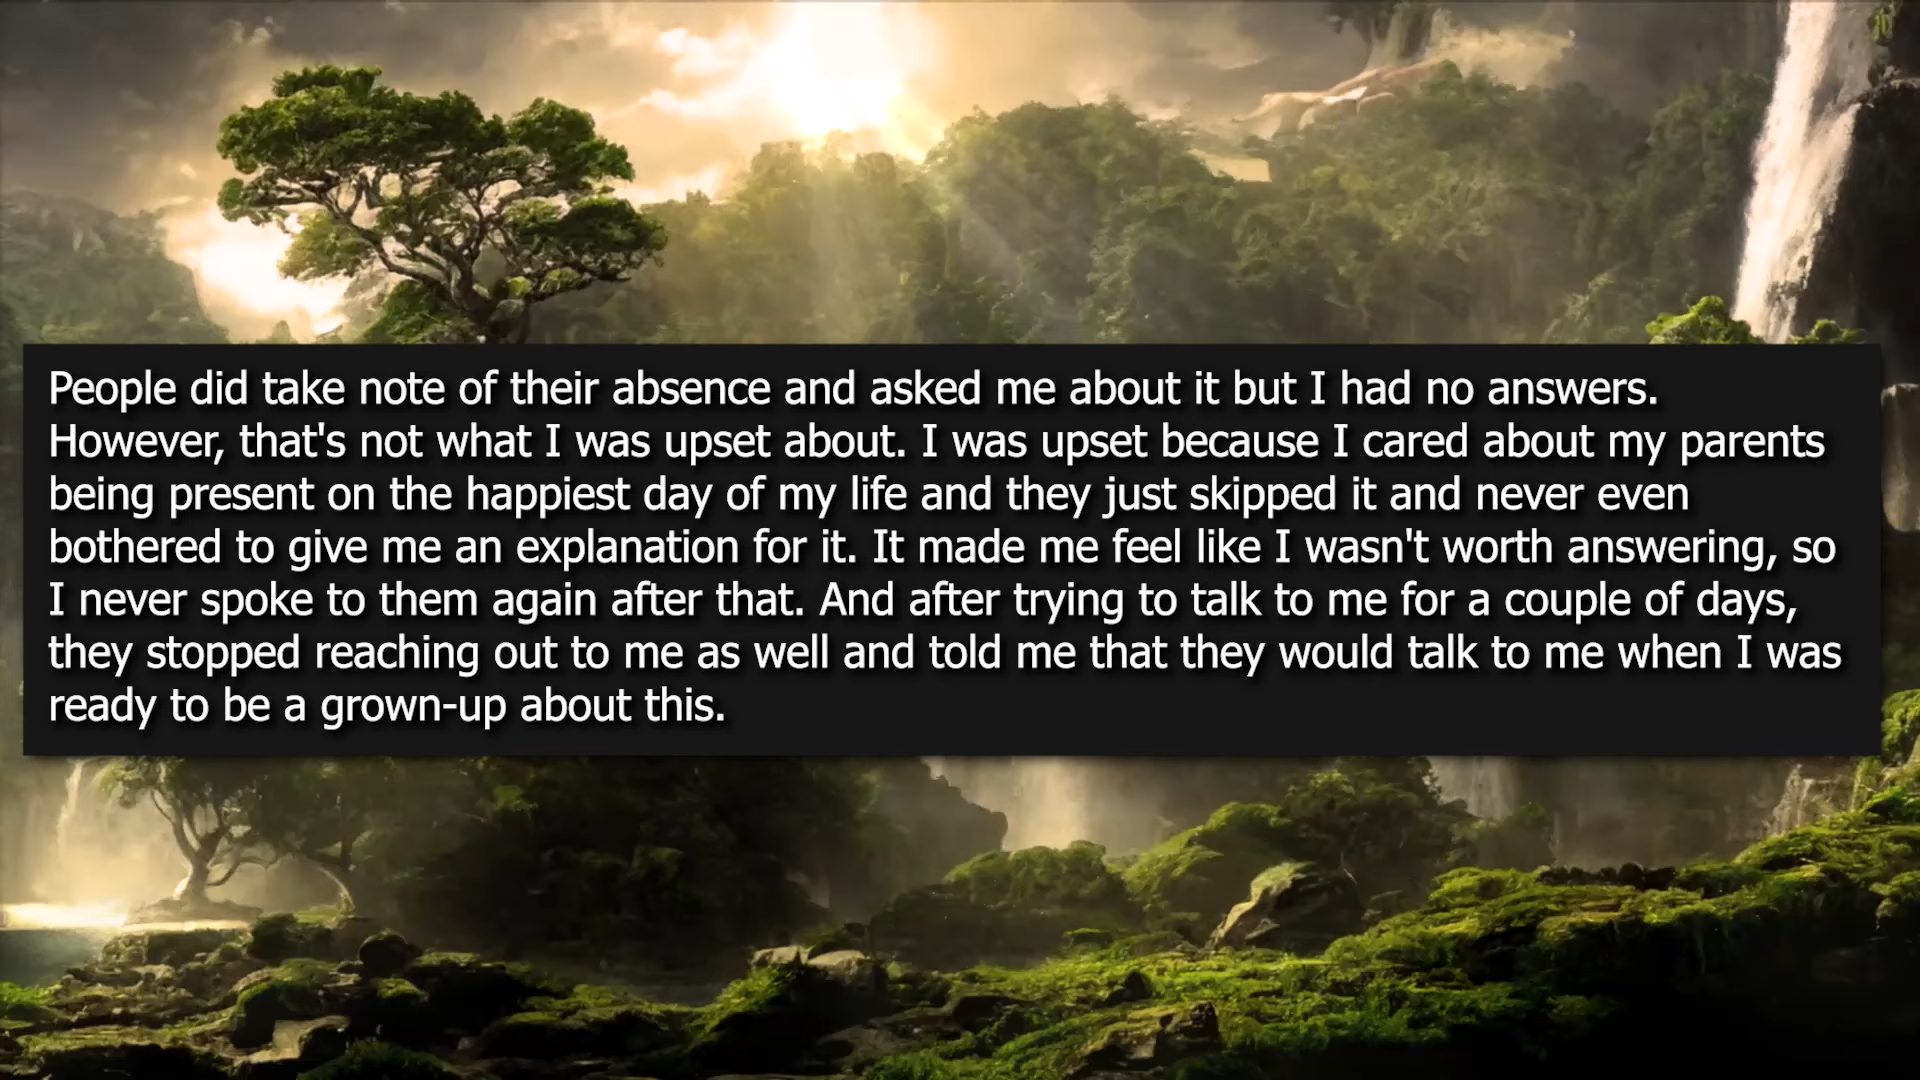 People did take note of their absence and asked me about it but I had no answers.
However, that's not what I was upset about. I was upset because I cared about my parents
being present on the happiest day of my life and they just skipped it and never even
bothered to give me an explanation for it. It made me feel like I wasn't worth answering, so
I never spoke to them again after that. And after trying to talk to me for a couple of days,
they stopped reaching out to me as well and told me that they would talk to me when I was
ready to be a grown-up about this.